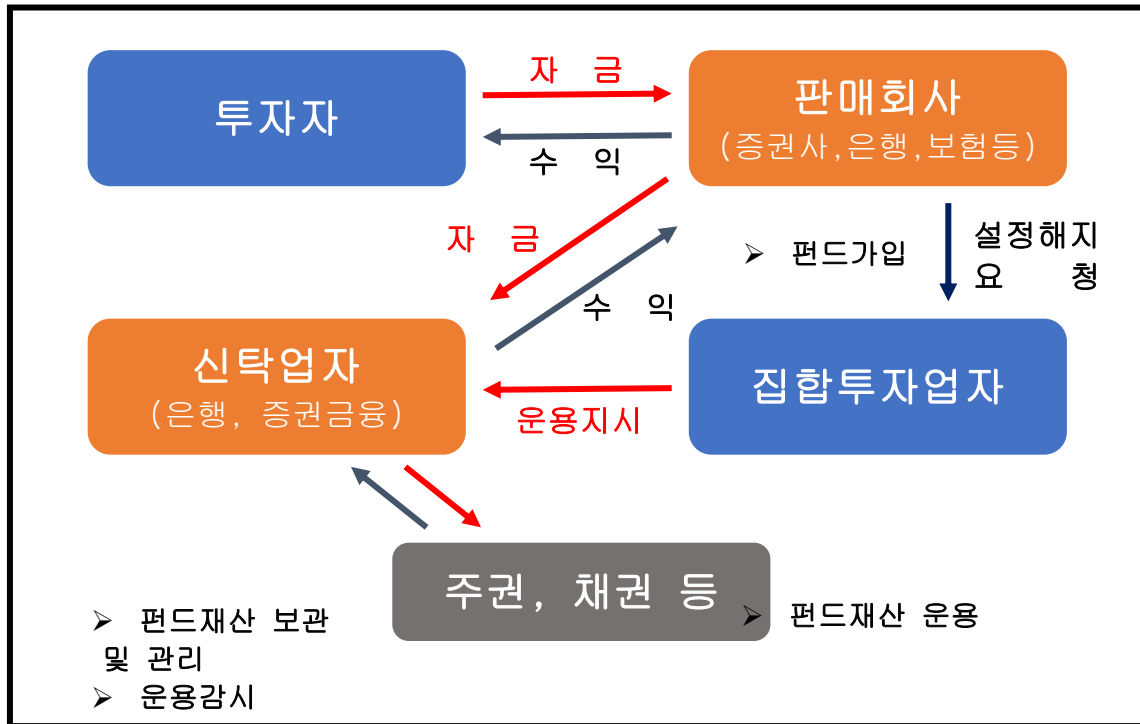 자 금
투자자
판매회사
(증권사,은행,보험등)
수 익
자 금
➢ 펀드가입
설정해지
요 청
수 익
신탁업자
(은행, 증권금융)
집합투자업자
운용지시
주권, 채권 등
➢ 펀드재산 보관
및 관리
➢ 운용감시
➢ 펀드재산 운용